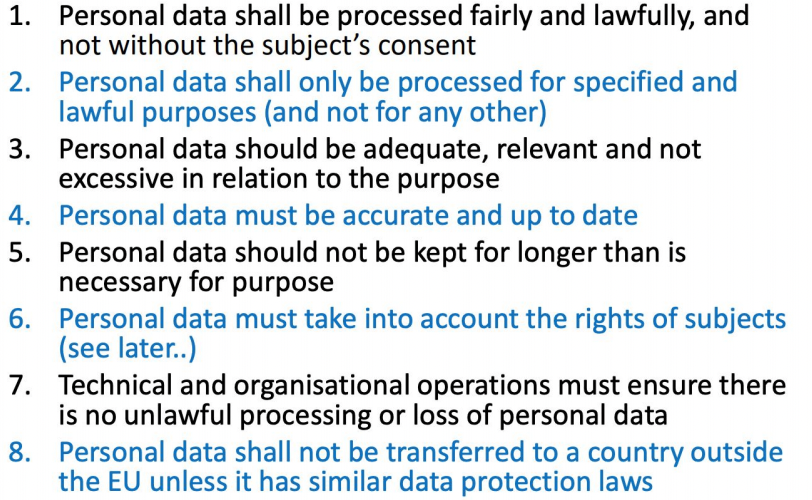 1. Personal data shall be processed fairly and lawfully, and
not without the subject's consent
2. Personal data shall only be processed for specified and
lawful purposes (and not for any other)
3. Personal data should be adequate, relevant and not
excessive in relation to the purpose
4. Personal data must be accurate and up to date
5. Personal data should not be kept for longer than is
necessary for purpose
6. Personal data must take into account the rights of subjects
(see later..)
7. Technical and organisational operations must ensure there
is no unlawful processing or loss of personal data
8. Personal data shall not be transferred to a country outside
the EU unless it has similar data protection laws